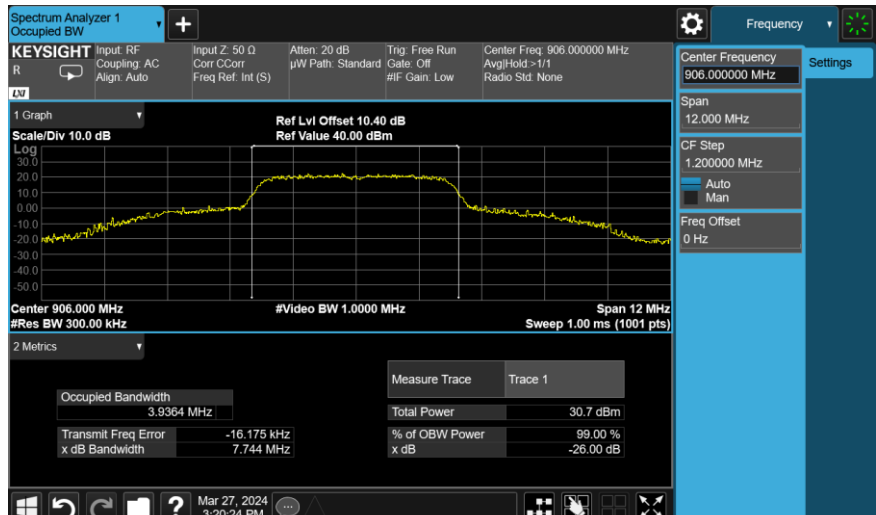 Spectrum Analyzer 1
Occupied BW
Frequency
KEYSIGHT
R
LXI
Input: RF
Coupling: AC
Align: Auto
Input Z: 50 Ω
Corr CCorr
Freq Ref: Int (S)
Atten: 20 dB
µW Path: Standard
Trig: Free Run
Gate: Off
#IF Gain: Low
Center Freq: 906.000000 MHz
Avg|Hold:>1/1
Radio Std: None
Center Frequency
906.000000 MHz
Settings
Span
12.000 MHz
CF Step
1.200000 MHz
Auto
Man
Freq Offset
0 Hz
1 Graph
Scale/Div 10.0 dB
Ref Lvl Offset 10.40 dB
Ref Value 40.00 dBm
Log
30.0
20.0
10.0
0.00
-10.0
-20.0
-30.0
-40.0
-50.0
Center 906.000 MHz
#Video BW 1.0000 MHz
Span 12 MHz
#Res BW 300.00 kHz
Sweep 1.00 ms (1001 pts)
2 Metrics
Measure Trace
Trace 1
Occupied Bandwidth
3.9364 MHz
Total Power
30.7 dBm
Transmit Freq Error
-16.175 kHz
% of OBW Power
99.00 %
x dB Bandwidth
7.744 MHz
x dB
-26.00 dB
?
Mar 27, 2024
3:20:24 PM